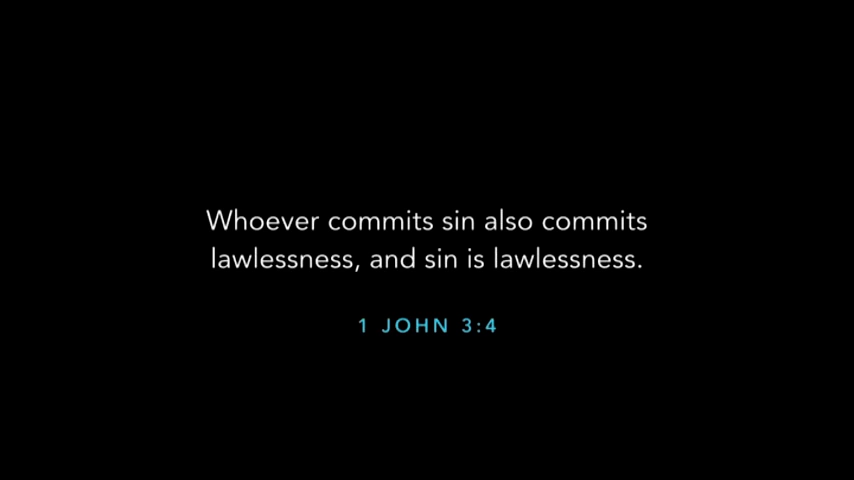 Whoever commits sin also commits
lawlessness, and sin is lawlessness.
1 JOHN 3:4